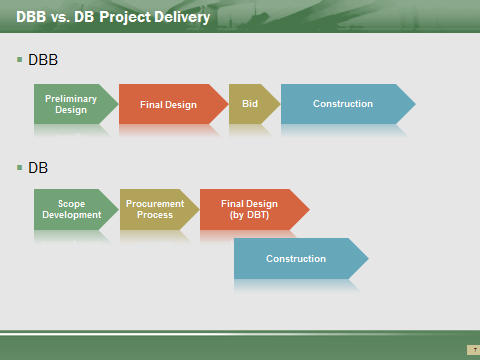 DBB vs. DB Project Delivery
DBB
Preliminary
Design
Final Design
Bid
Construction
DB
Scope
Development
Procurement
Process
Final Design
(by DBT)
Construction
7